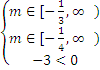 m ∈ [-1/3, ∞ )
m ∈ [-1/4, ∞ )
-3 < 0